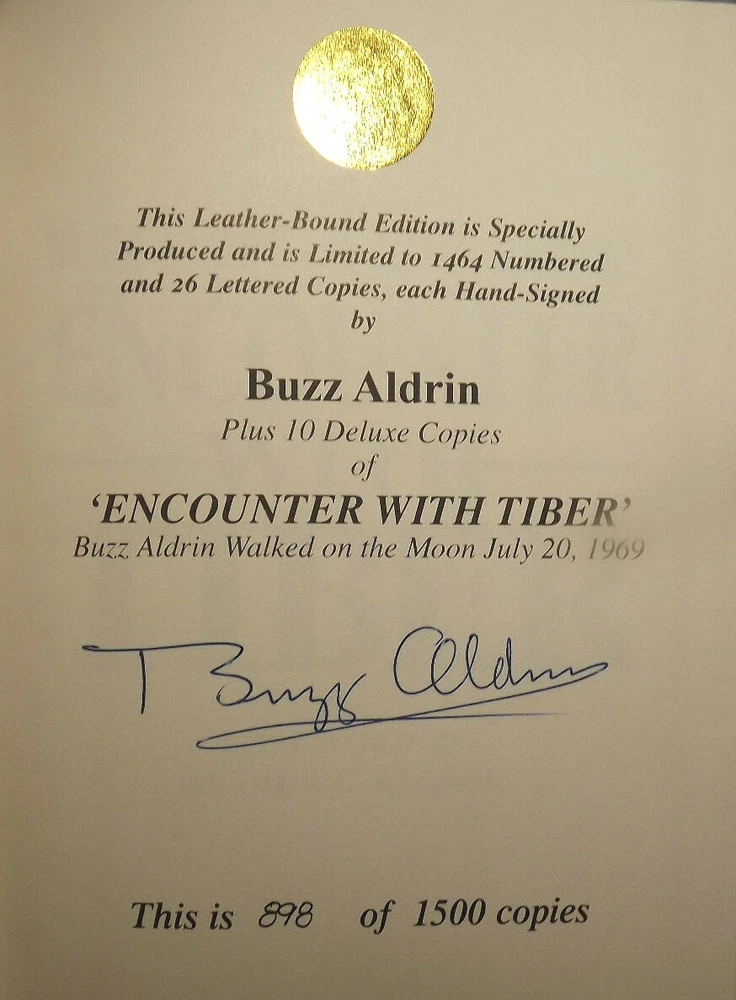 This Leather-Bound Edition is Specially
Produced and is Limited to 1464 Numbered
and 26 Lettered Copies, each Hand-Signed
by
Buzz Aldrin
Plus 10 Deluxe Copies
of
‘ENCOUNTER WITH TIBER’
Buzz Aldrin Walked on the Moon July 20, 1969
Buzz Aldrin
This is 898 of 1500 copies